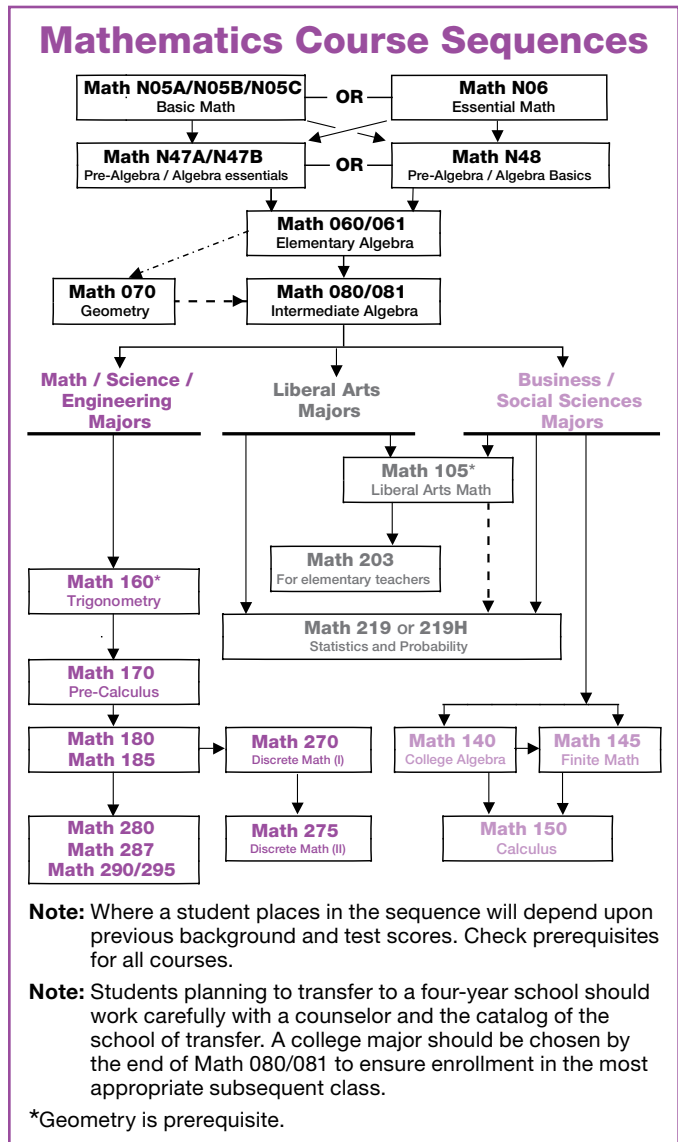 Mathematics Course Sequences
Math N05A/N05B/N05C
Basic Math
OR
Math N06
Essential Math
Math N47A/N47B
Pre-Algebra / Algebra essentials
OR
Math N48
Pre-Algebra / Algebra Basics
Math 060/061
Elementary Algebra
Math 070
Geometry
Math 080/081
Intermediate Algebra
Math / Science /
Engineering
Majors
Liberal Arts
Majors
Business /
Social Sciences
Majors
Math 105*
Liberal Arts Math
Math 203
For elementary teachers
Math 160*
Trigonometry
Math 219 or 219H
Statistics and Probability
Math 170
Pre-Calculus
Math 180
Math 185
Math 270
Discrete Math (I)
Math 140
College Algebra
Math 145
Finite Math
Math 280
Math 287
Math 290/295
Math 275
Discrete Math (II)
Math 150
Calculus
Note: Where a student places in the sequence will depend upon
previous background and test scores. Check prerequisites
for all courses.
Note: Students planning to transfer to a four-year school should
work carefully with a counselor and the catalog of the
school of transfer. A college major should be chosen by
the end of Math 080/081 to ensure enrollment in the most
appropriate subsequent class.
*Geometry is prerequisite.